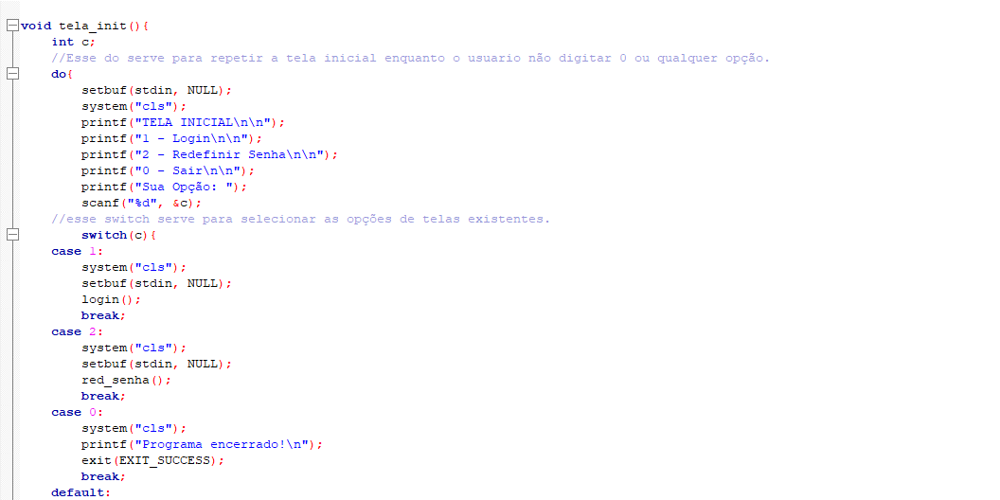 void tela_init(){
int c;
//Esse do serve para repetir a tela inicial enquanto o usuario não digitar 0 ou qualquer opção.
do{
setbuf(stdin, NULL);
system("cls");
printf("TELA INICIAL\n\n");
printf("1 - Login\n\n");
printf("2 - Redefinir Senha\n\n");
printf("0 - Sair\n\n");
printf("Sua Opção: ");
scanf("%d", &c);
//esse switch serve para selecionar as opções de telas existentes.
switch(c){
case 1:
system("cls");
setbuf(stdin, NULL);
login();
break;
case 2:
system("cls");
setbuf(stdin, NULL);
red_senha();
break;
case 0:
system("cls");
printf("Programa encerrado!\n");
exit(EXIT_SUCCESS);
break;
default: